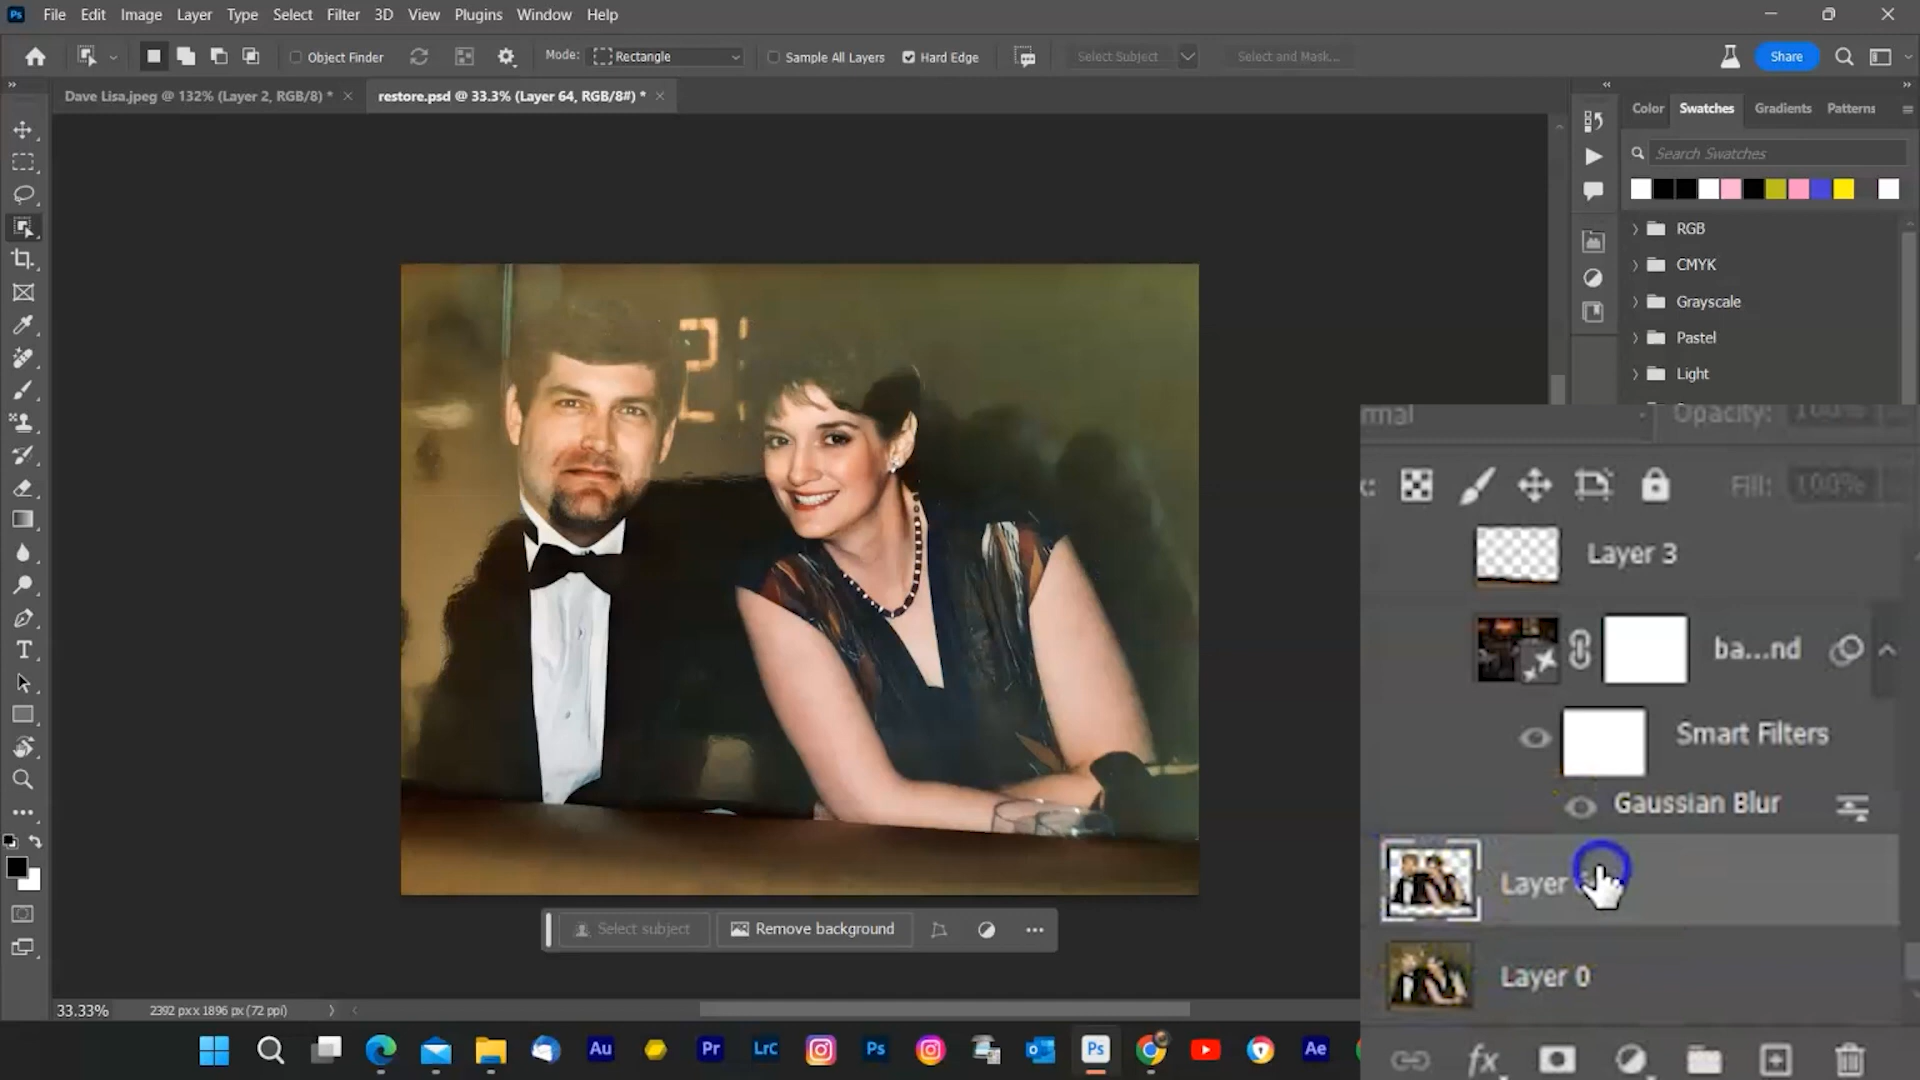 Ps File Edit Image Layer Type Select Filter 3D View Plugins Window Help
Object Finder Mode: Rectangle Sample All Layers Hard Edge Select Subject Select and Mask... Share
Dave Lisa.jpeg @ 132% (Layer 2, RGB/8) * restore.psd @ 33.3% (Layer 64, RGB/8#) *
Color Swatches Gradients Patterns
Search Swatches
RGB
CMYK
Grayscale
Pastel
Light
Opacity: 100%
Fill: 100%
Layer 3
ba...nd
Smart Filters
Gaussian Blur
Layer
Layer 0
Select subject Remove background
33.33% 2392 px x 1896 px (72 ppi)
Au Pr LrC Ps Ps Ae
fx